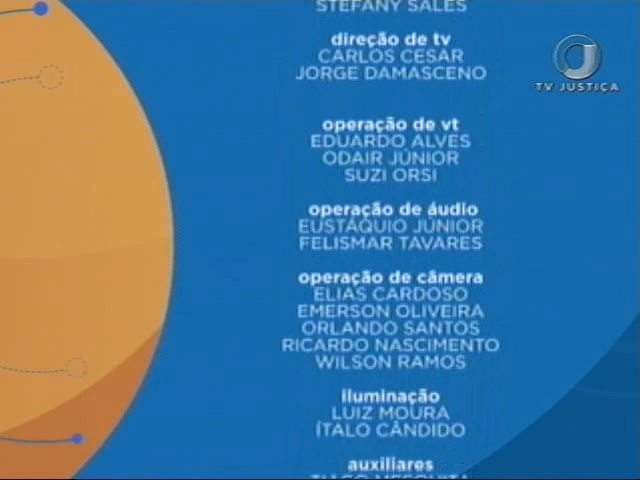 STEFANY SALES
direção de tv
CARLOS CESAR
JORGE DAMASCENO
TV JUSTIÇA
operação de vt
EDUARDO ALVES
ODAIR JÚNIOR
SUZI ORSI
operação de áudio
EUSTÁQUIO JÚNIOR
FELISMAR TAVARES
operação de câmera
ELIAS CARDOSO
EMERSON OLIVEIRA
ORLANDO SANTOS
RICARDO NASCIMENTO
WILSON RAMOS
iluminação
LUIZ MOURA
ÍTALO CÂNDIDO
auxiliares